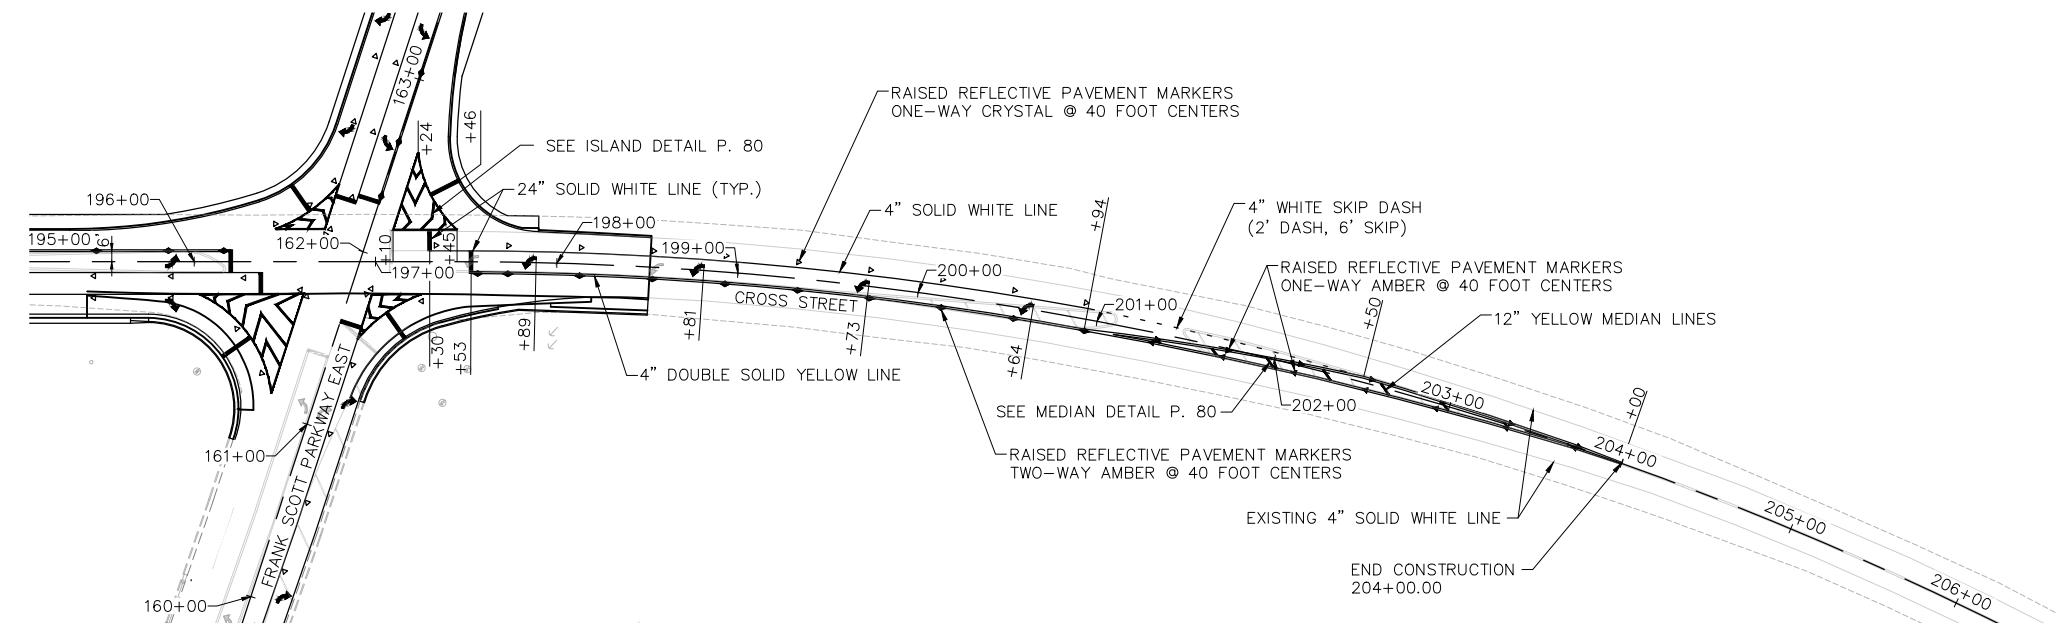 163+00
+24
+46
SEE ISLAND DETAIL P. 80
24" SOLID WHITE LINE (TYP.)
RAISED REFLECTIVE PAVEMENT MARKERS
ONE-WAY CRYSTAL @ 40 FOOT CENTERS
196+00
195+00
6'
162+00
+10
+45
197+00
198+00
199+00
4" SOLID WHITE LINE
200+00
+94
201+00
4" WHITE SKIP DASH
(2' DASH, 6' SKIP)
RAISED REFLECTIVE PAVEMENT MARKERS
ONE-WAY AMBER @ 40 FOOT CENTERS
+50
12" YELLOW MEDIAN LINES
CROSS STREET
+30
+53
+89
+81
+73
+64
4" DOUBLE SOLID YELLOW LINE
SEE MEDIAN DETAIL P. 80
202+00
203+00
+00
204+00
RAISED REFLECTIVE PAVEMENT MARKERS
TWO-WAY AMBER @ 40 FOOT CENTERS
161+00
FRANK SCOTT PARKWAY EAST
160+00
EXISTING 4" SOLID WHITE LINE
END CONSTRUCTION
204+00.00
205+00
206+00